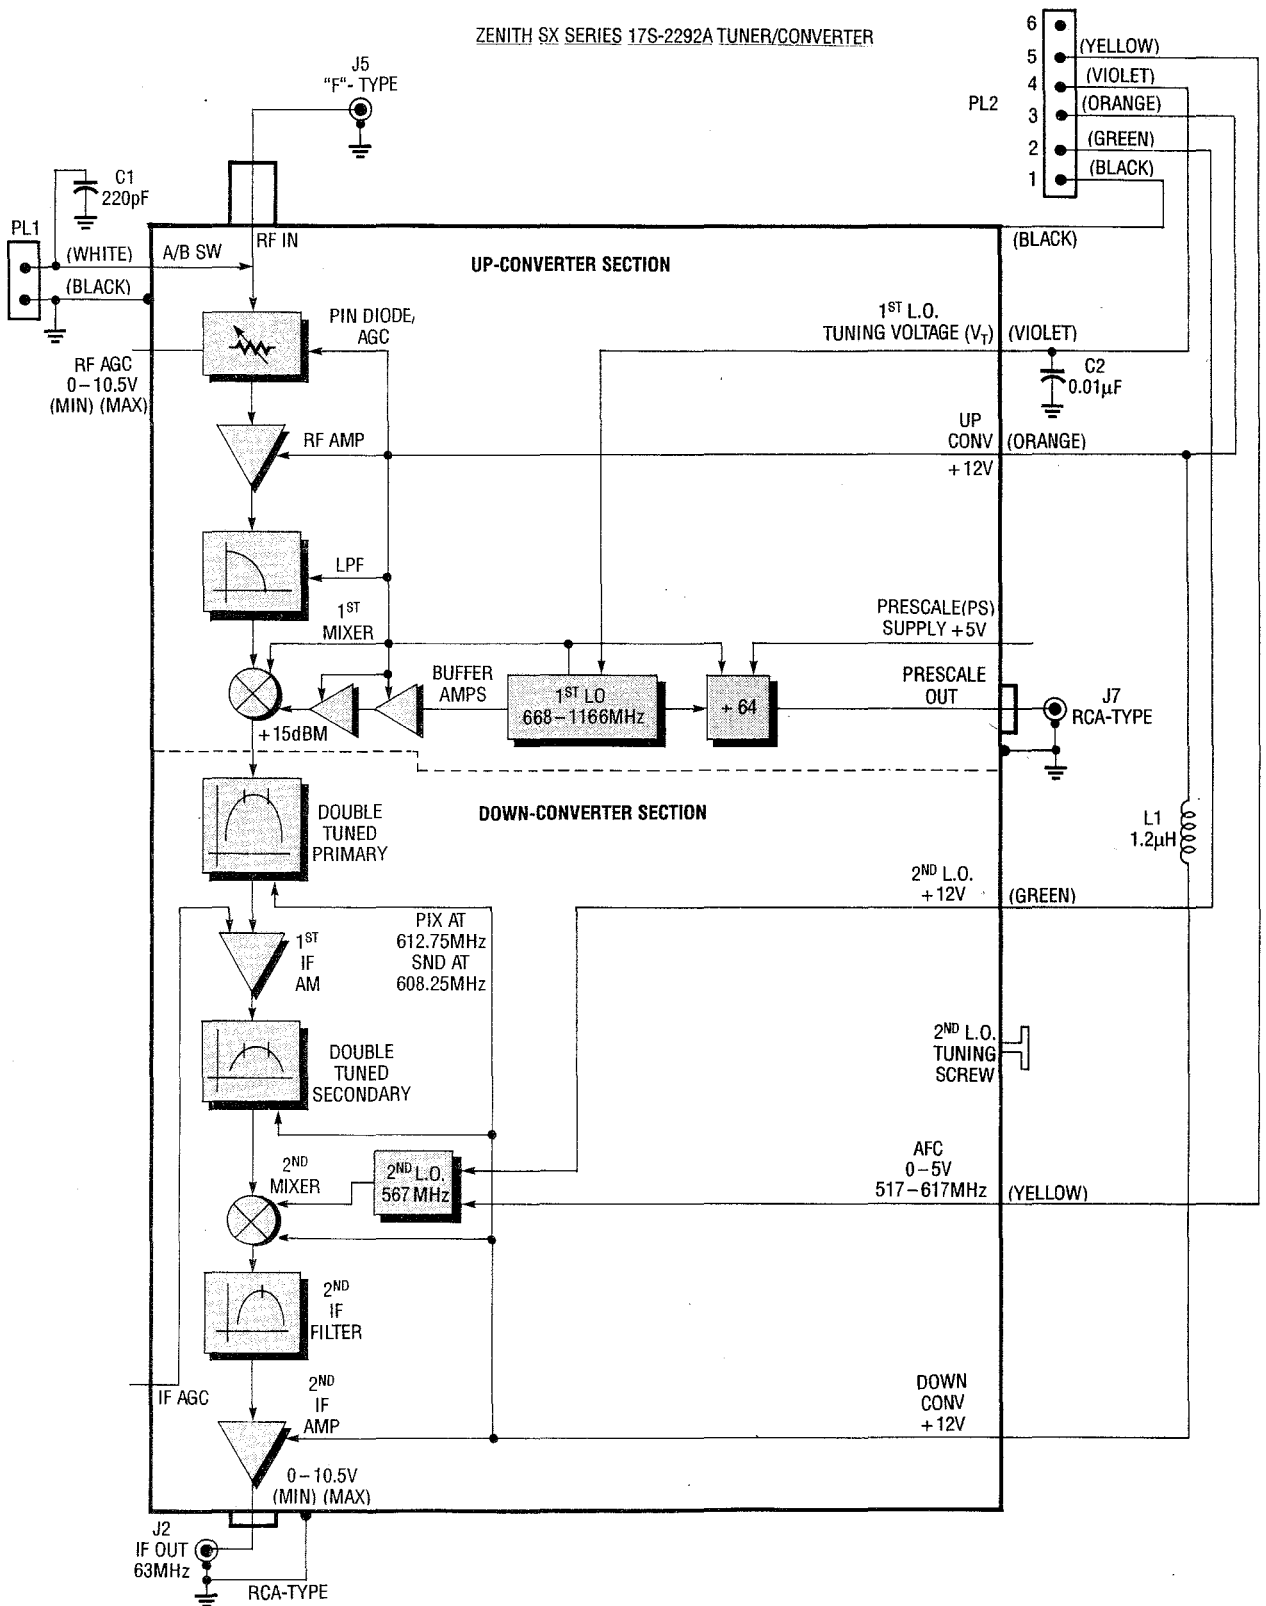 ZENITH SX SERIES 17S-2292A TUNER/CONVERTER
J5
"F"- TYPE
PL2
6
5
(YELLOW)
4
(VIOLET)
3
(ORANGE)
2
(GREEN)
1
(BLACK)
C1
220pF
PL1
(WHITE)
A/B SW
RF IN
(BLACK)
(BLACK)
UP-CONVERTER SECTION
PIN DIODE,
AGC
1ST L.O.
TUNING VOLTAGE (VT)
(VIOLET)
RF AGC
0–10.5V
(MIN) (MAX)
C2
0.01µF
RF AMP
UP
CONV
+12V
(ORANGE)
LPF
1ST
MIXER
PRESCALE(PS)
SUPPLY +5V
BUFFER
AMPS
1ST LO
668–1166MHz
÷ 64
PRESCALE
OUT
J7
RCA-TYPE
+15dBM
DOUBLE
TUNED
PRIMARY
DOWN-CONVERTER SECTION
L1
1.2µH
2ND L.O.
+12V
(GREEN)
PIX AT
612.75MHz
SND AT
608.25MHz
1ST
IF
AM
DOUBLE
TUNED
SECONDARY
2ND L.O.
TUNING
SCREW
2ND
MIXER
2ND L.O.
567 MHz
AFC
0–5V
517–617MHz
(YELLOW)
2ND
IF
FILTER
IF AGC
2ND
IF
AMP
DOWN
CONV
+12V
0–10.5V
(MIN) (MAX)
J2
IF OUT
63MHz
RCA-TYPE